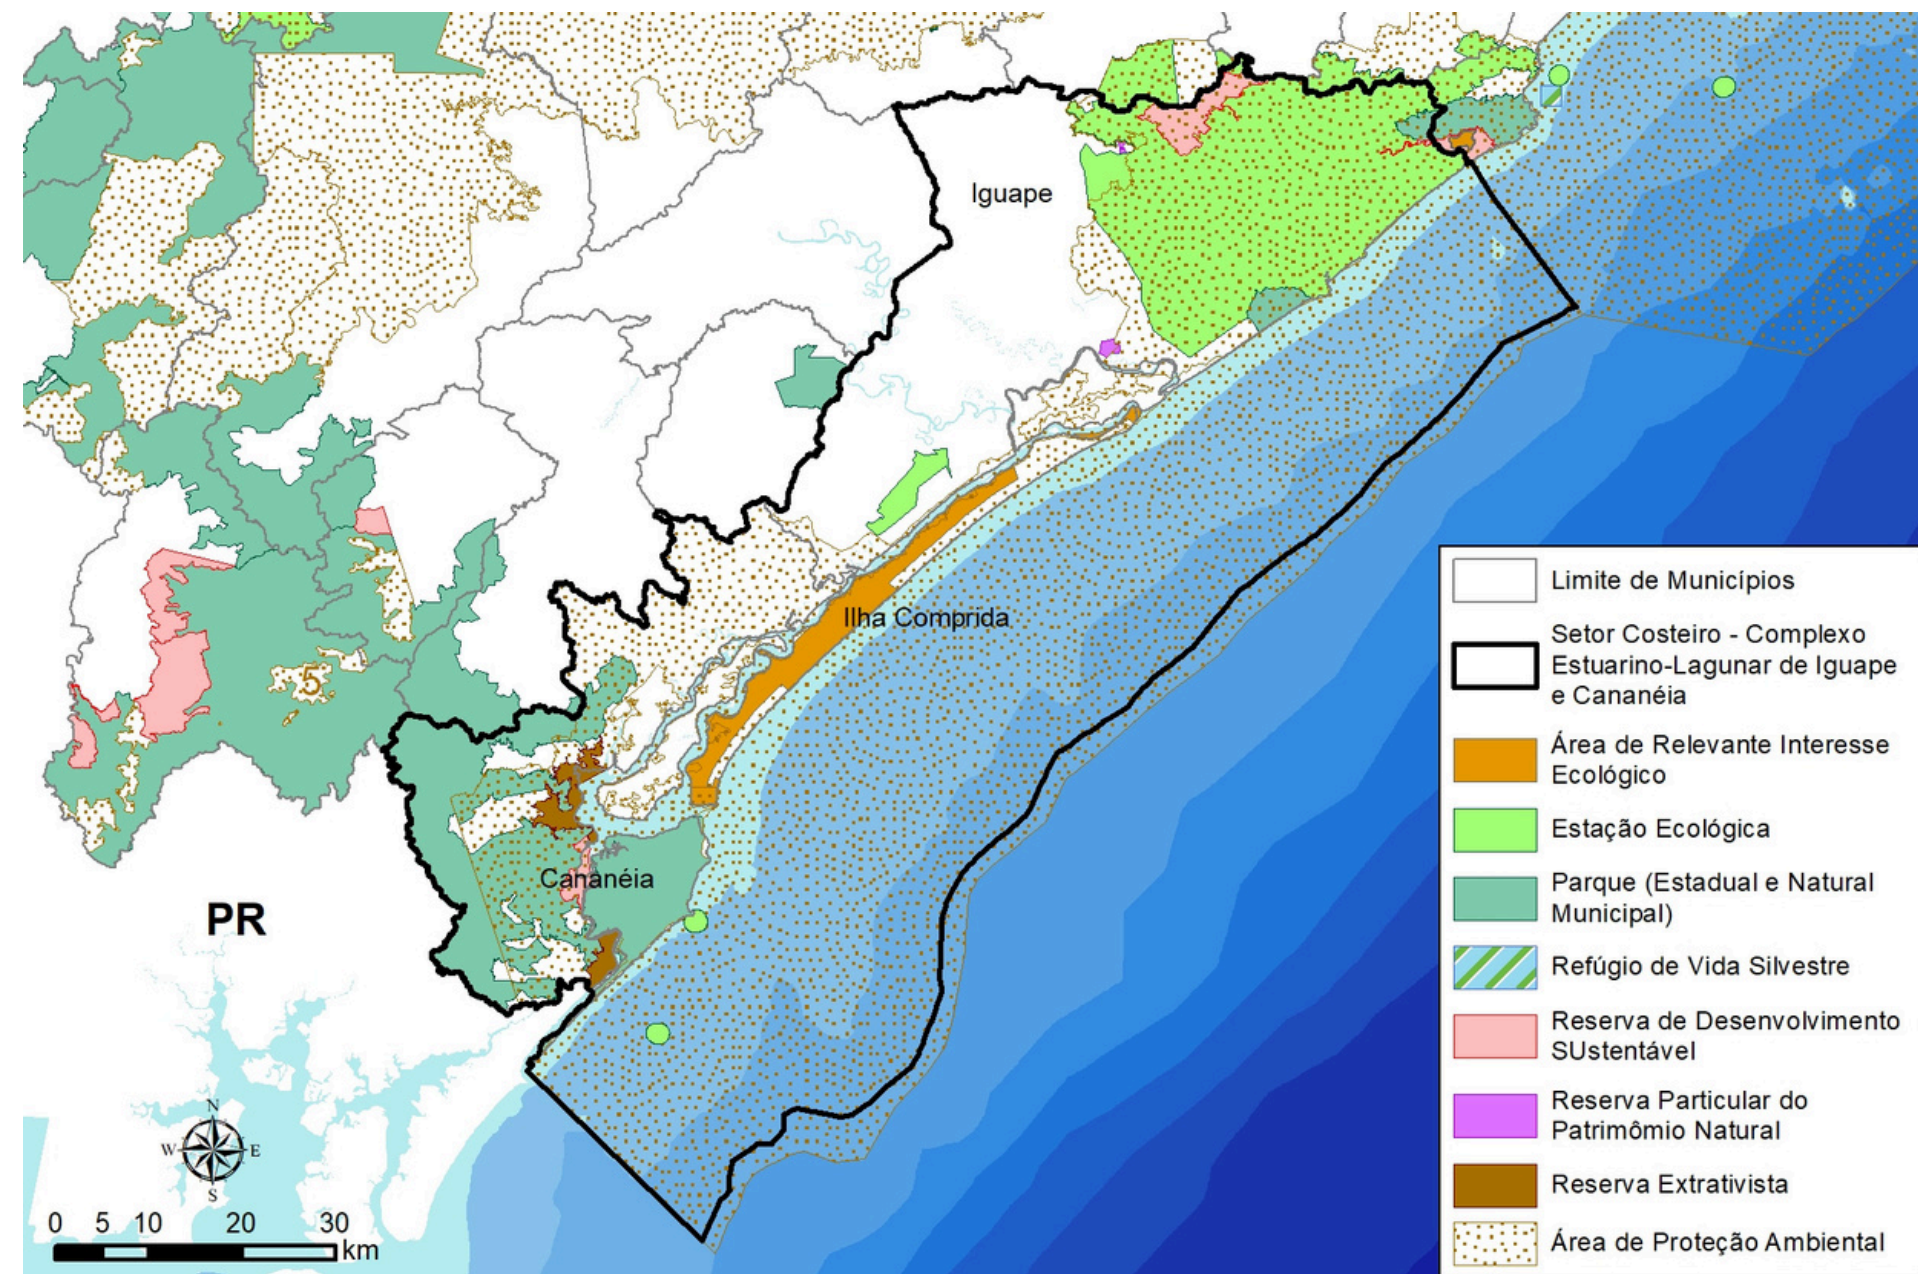 Iguape
Ilha Comprida
Cananéia
PR
5
N
W
E
S
0 5 10 20 30
km
Limite de Municípios
Setor Costeiro - Complexo
Estuarino-Lagunar de Iguape
e Cananéia
Área de Relevante Interesse
Ecológico
Estação Ecológica
Parque (Estadual e Natural
Municipal)
Refúgio de Vida Silvestre
Reserva de Desenvolvimento
SUstentável
Reserva Particular do
Patrimômio Natural
Reserva Extrativista
Área de Proteção Ambiental